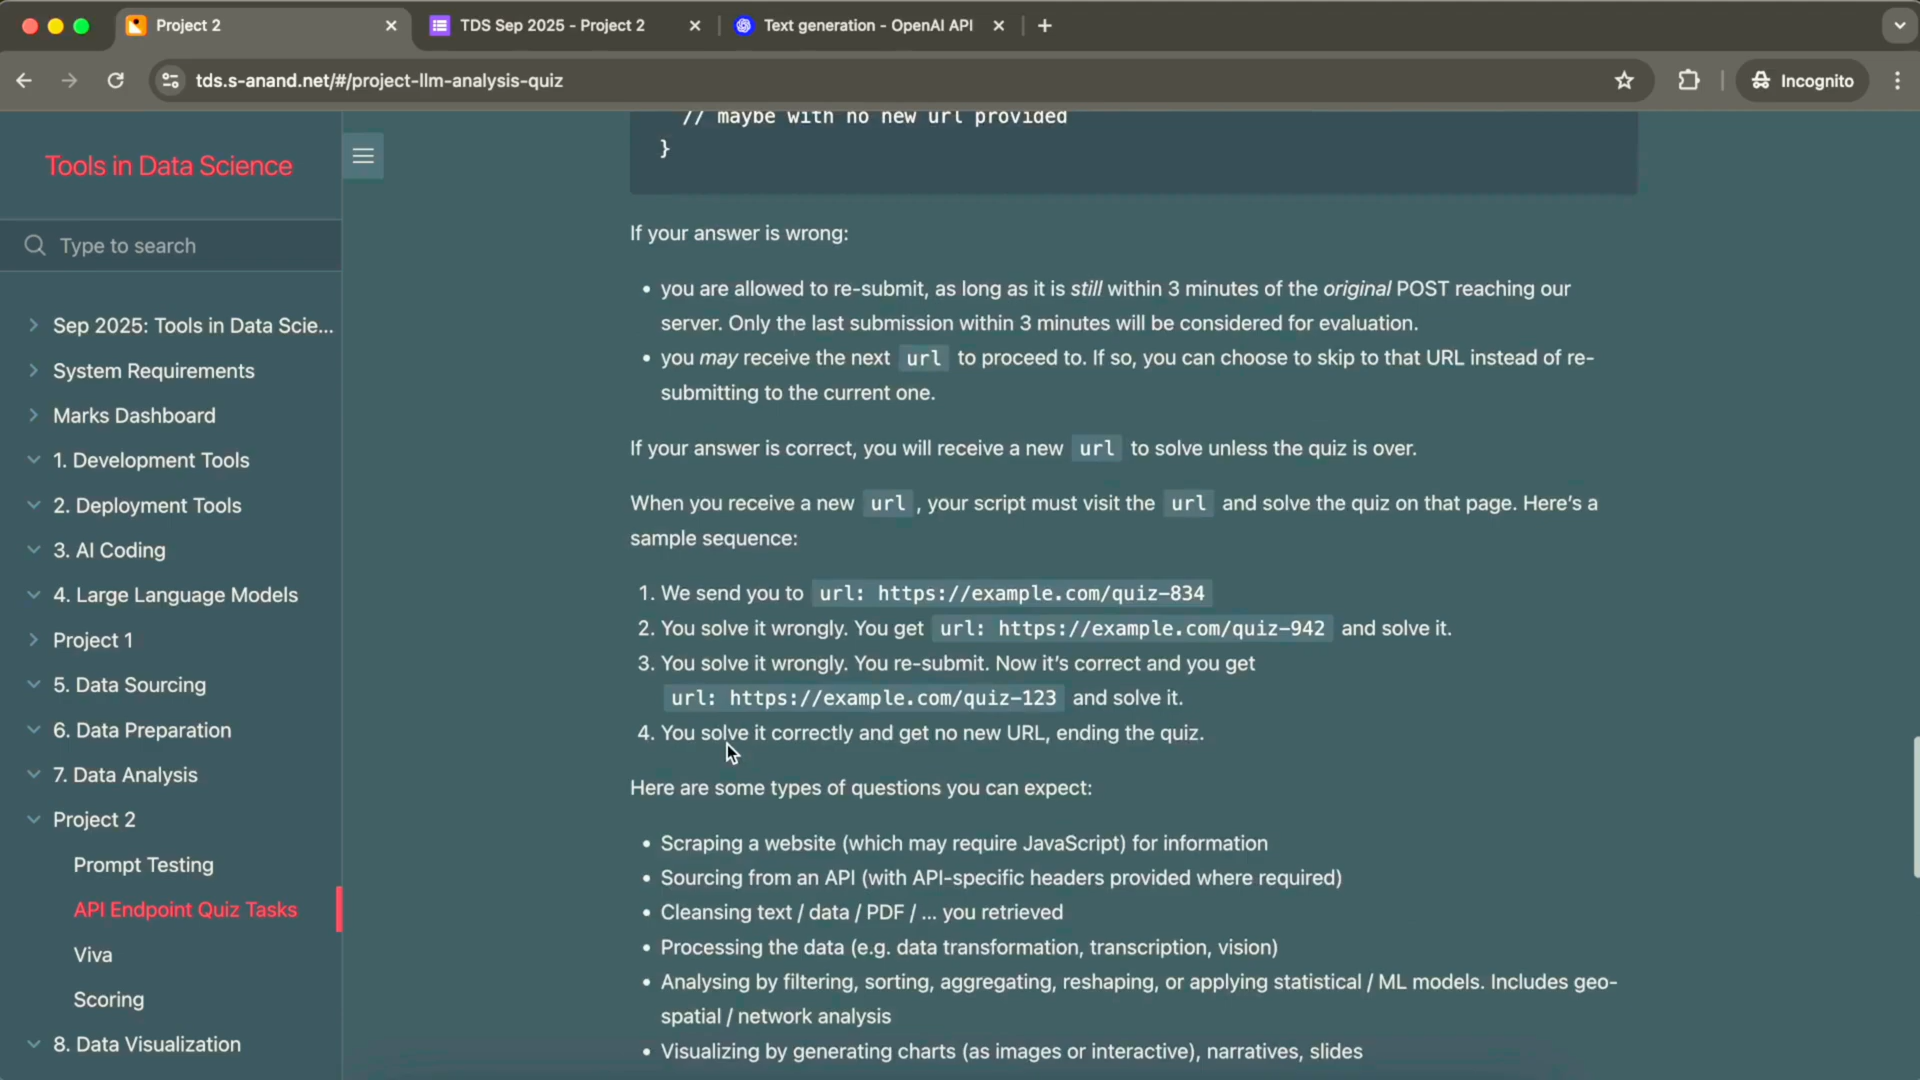 Project 2
TDS Sep 2025 - Project 2
Text generation - OpenAI API
tds.s-anand.net/#/project-llm-analysis-quiz
Incognito
Tools in Data Science
Type to search
Sep 2025: Tools in Data Scie...
System Requirements
Marks Dashboard
1. Development Tools
2. Deployment Tools
3. AI Coding
4. Large Language Models
Project 1
5. Data Sourcing
6. Data Preparation
7. Data Analysis
Project 2
Prompt Testing
API Endpoint Quiz Tasks
Viva
Scoring
8. Data Visualization
// maybe with no new url provided
}
If your answer is wrong:
• you are allowed to re-submit, as long as it is still within 3 minutes of the original POST reaching our
server. Only the last submission within 3 minutes will be considered for evaluation.
• you may receive the next url to proceed to. If so, you can choose to skip to that URL instead of re-
submitting to the current one.
If your answer is correct, you will receive a new url to solve unless the quiz is over.
When you receive a new url , your script must visit the url and solve the quiz on that page. Here's a
sample sequence:
1. We send you to url: https://example.com/quiz-834
2. You solve it wrongly. You get url: https://example.com/quiz-942 and solve it.
3. You solve it wrongly. You re-submit. Now it's correct and you get
url: https://example.com/quiz-123 and solve it.
4. You solve it correctly and get no new URL, ending the quiz.
Here are some types of questions you can expect:
• Scraping a website (which may require JavaScript) for information
• Sourcing from an API (with API-specific headers provided where required)
• Cleansing text / data / PDF / ... you retrieved
• Processing the data (e.g. data transformation, transcription, vision)
• Analysing by filtering, sorting, aggregating, reshaping, or applying statistical / ML models. Includes geo-
spatial / network analysis
• Visualizing by generating charts (as images or interactive), narratives, slides